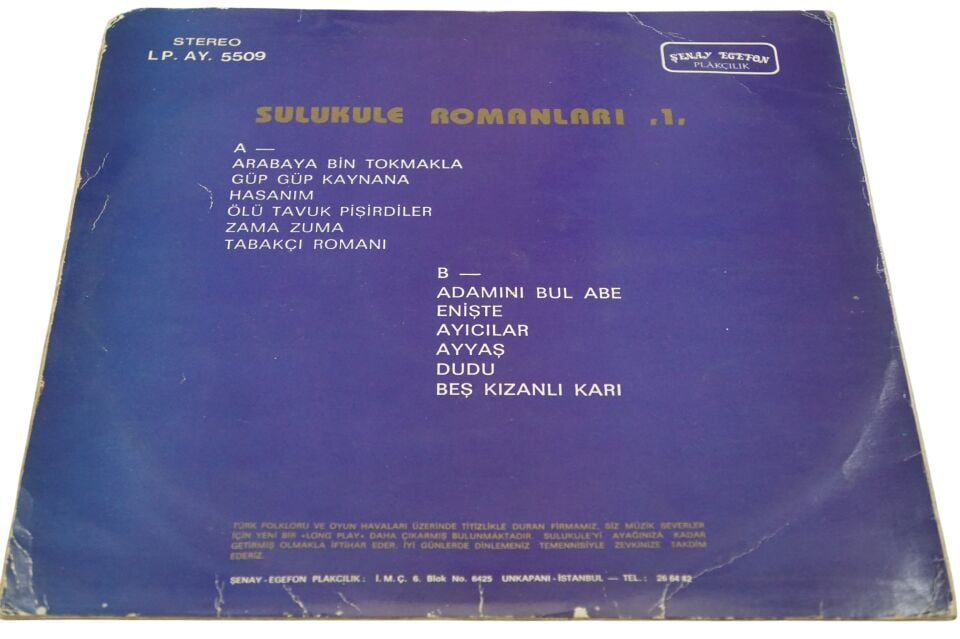 STEREO
LP. AY. 5509
ŞENAY EGEFON
PLAKÇILIK
SULUKULE ROMANLARI ,1,
A —
ARABAYA BİN TOKMAKLA
GÜP GÜP KAYNANA
HASANIM
ÖLÜ TAVUK PİŞİRDİLER
ZAMA ZUMA
TABAKÇI ROMANI
B —
ADAMINI BUL ABE
ENİŞTE
AYICILAR
AYYAŞ
DUDU
BEŞ KIZANLI KARI
TÜRK FOLKLORU VE OYUN HAVALARI ÜZERİNDE TİTİZLİKLE DURAN FİRMAMIZ, SİZ MÜZİK SEVERLER
İÇİN YENİ BİR «LONG PLAY» DAHA ÇIKARMIŞ BULUNMAKTADIR. SULUKULE'Yİ AYAĞINIZA KADAR
GETİRMİŞ OLMAKLA İFTİHAR EDER, İYİ GÜNLERDE DİNLEMENİZ TEMENNİSİYLE ZEVKİNİZE TAKDİM
EDERİZ.
ŞENAY-EGEFON PLAKÇILIK: İ.M.Ç. 6. Blok No. 6425 UNKAPANI-İSTANBUL — TEL.: 26 64 42